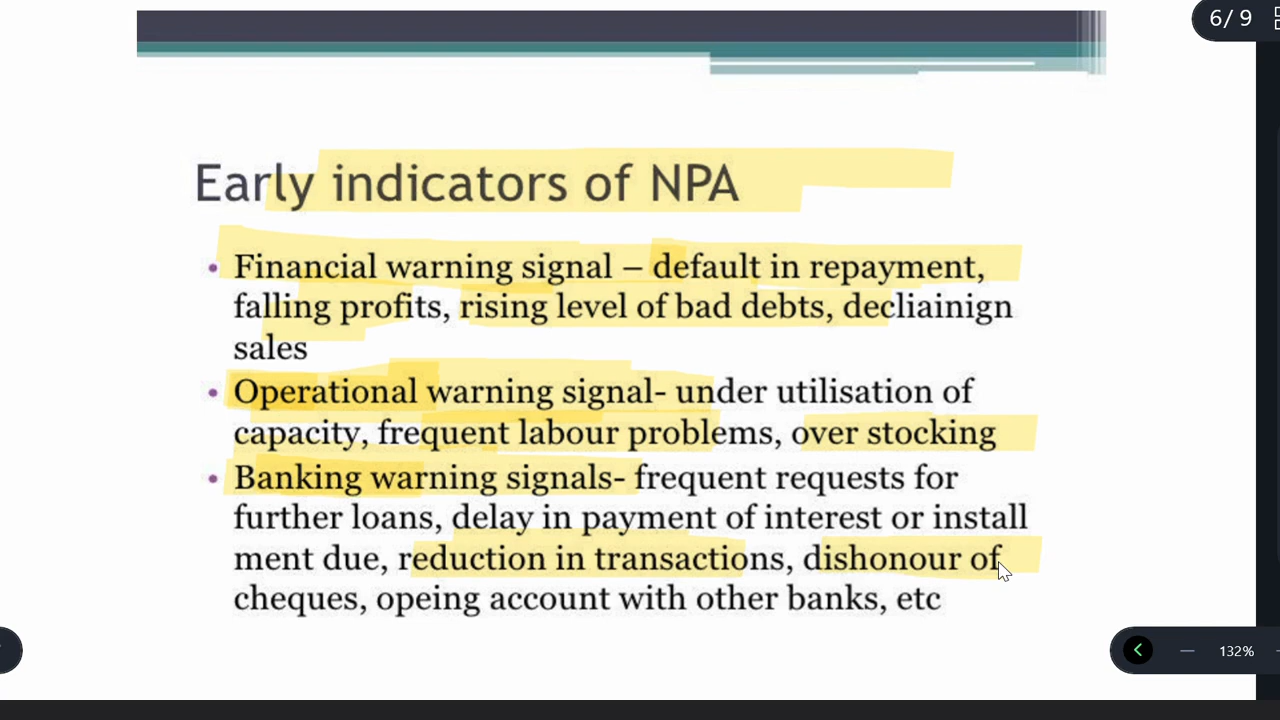 6/ 9
Early indicators of NPA
• Financial warning signal – default in repayment,
falling profits, rising level of bad debts, decliainign
sales
• Operational warning signal- under utilisation of
capacity, frequent labour problems, over stocking
• Banking warning signals- frequent requests for
further loans, delay in payment of interest or install
ment due, reduction in transactions, dishonour of
cheques, opeing account with other banks, etc
132%